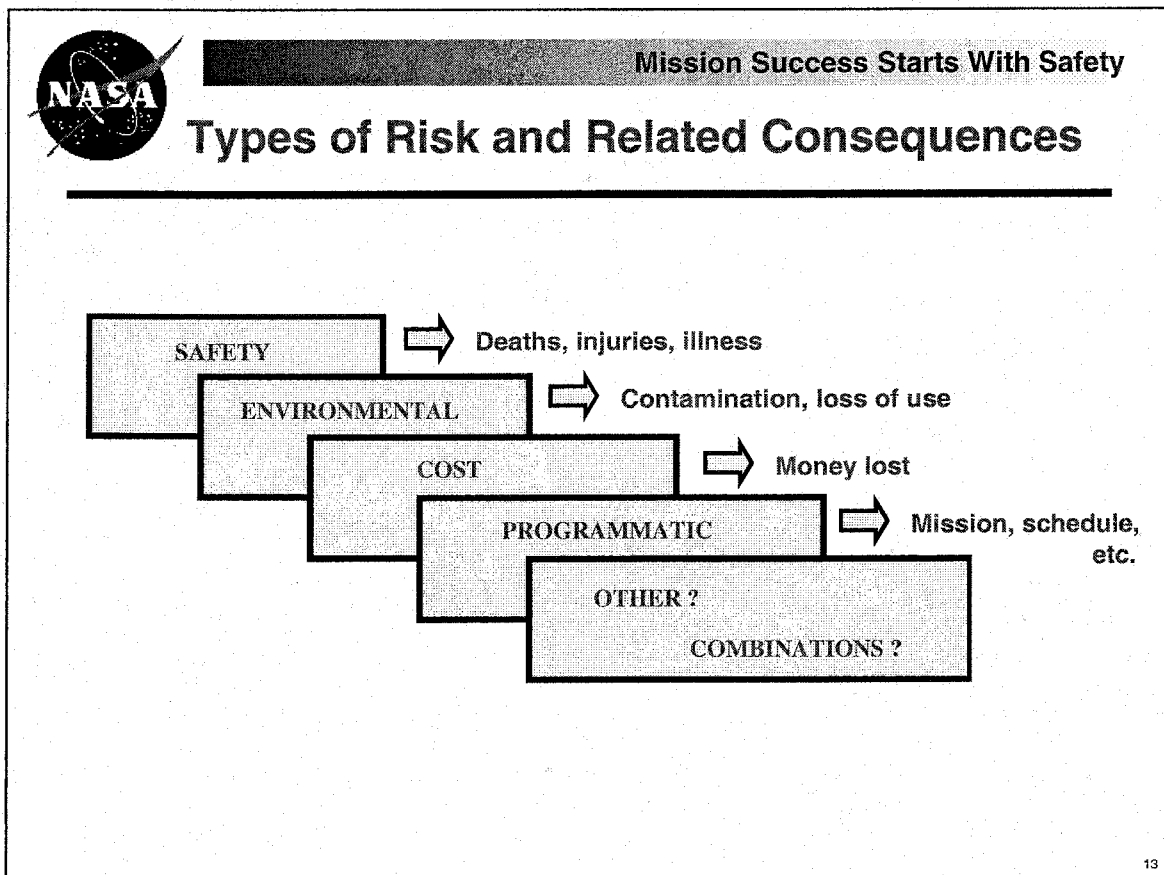 Mission Success Starts With Safety
NASA
Types of Risk and Related Consequences
SAFETY
Deaths, injuries, illness
ENVIRONMENTAL
Contamination, loss of use
COST
Money lost
PROGRAMMATIC
Mission, schedule,
etc.
OTHER ?
COMBINATIONS ?
13